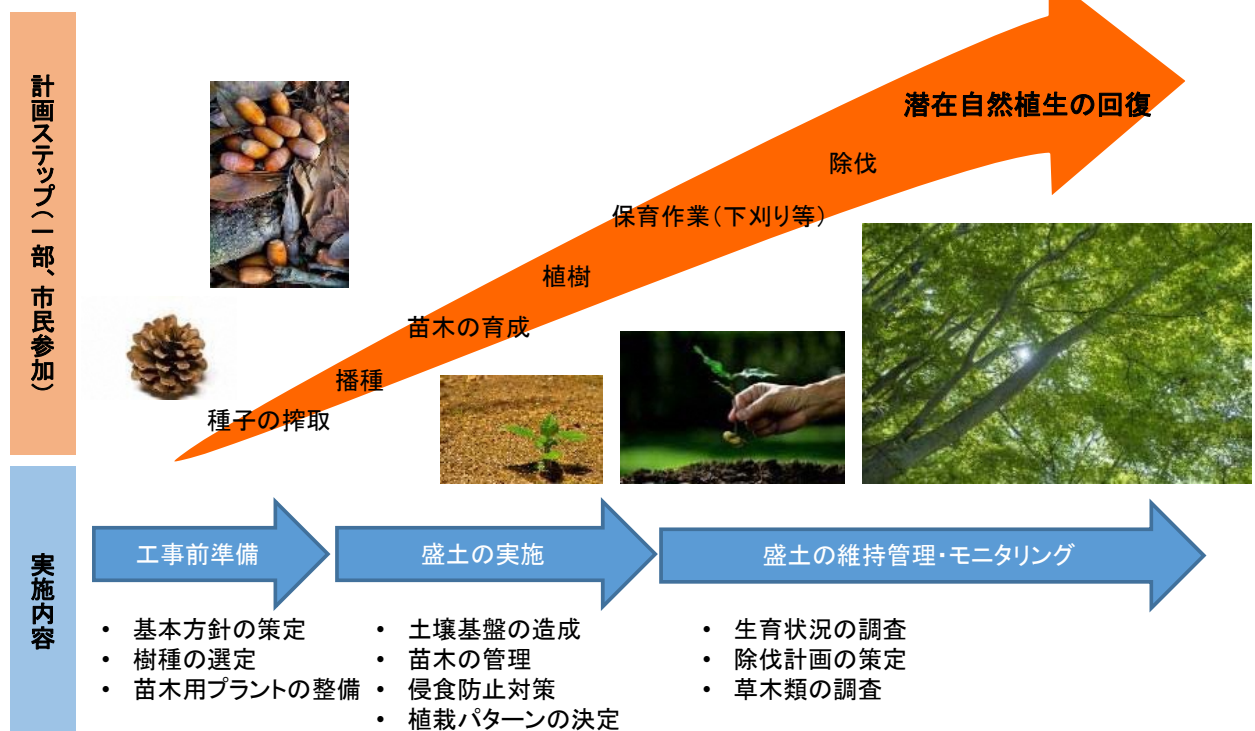 計画ステップ（一部、市民参加）
潜在自然植生の回復
除伐
保育作業（下刈り等）
植樹
苗木の育成
播種
種子の搾取
実施内容
工事前準備
• 基本方針の策定
• 樹種の選定
• 苗木用プラントの整備
盛土の実施
• 土壌基盤の造成
• 苗木の管理
• 侵食防止対策
• 植栽パターンの決定
盛土の維持管理・モニタリング
• 生育状況の調査
• 除伐計画の策定
• 草木類の調査